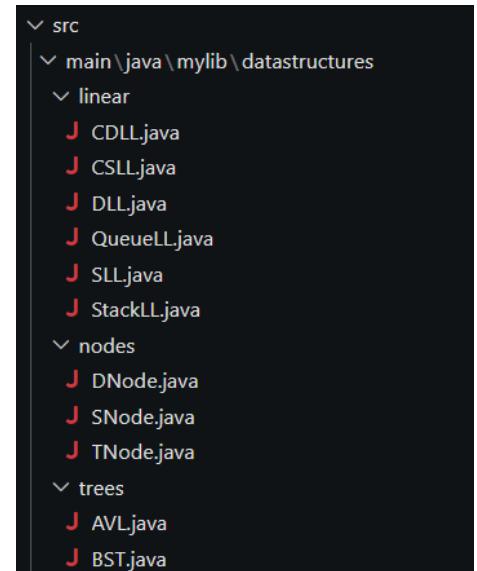 src
main\java\mylib\datastructures
linear
J CDLL.java
J CSLL.java
J DLL.java
J QueueLL.java
J SLL.java
J StackLL.java
nodes
J DNode.java
J SNode.java
J TNode.java
trees
J AVL.java
J BST.java